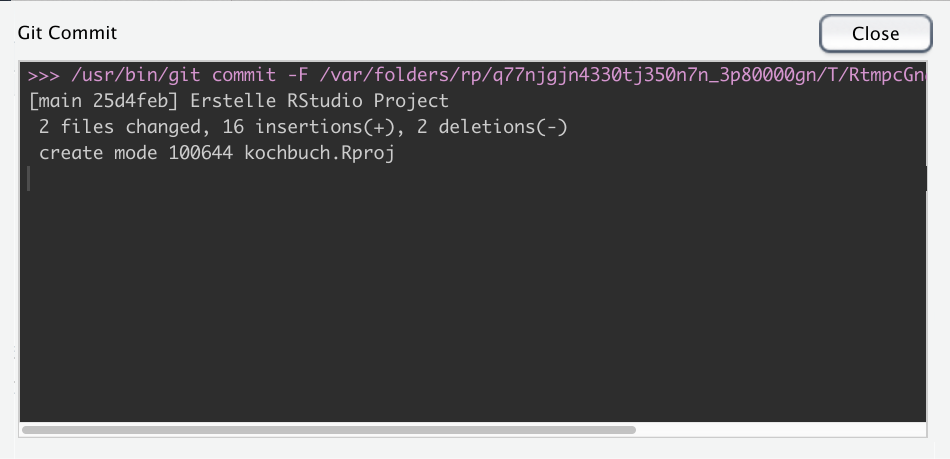 Git Commit
Close
>>> /usr/bin/git commit -F /var/folders/rp/q77njgjn4330tj350n7n_3p80000gn/T/RtmpcGn
[main 25d4feb] Erstelle RStudio Project
2 files changed, 16 insertions(+), 2 deletions(-)
create mode 100644 kochbuch.Rproj